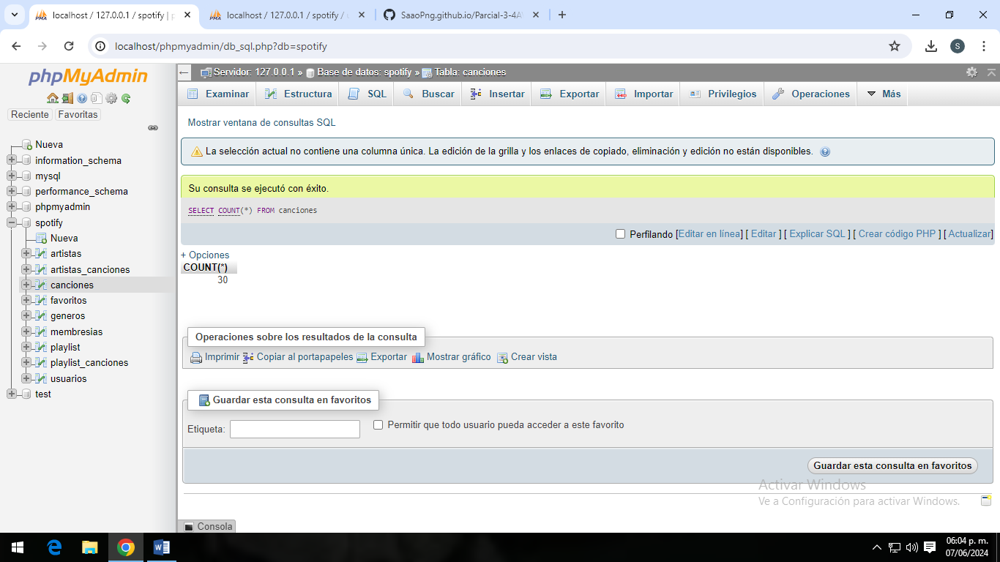 localhost / 127.0.0.1 / spotify | p
localhost / 127.0.0.1 / spotify /
SaaoPng.github.io/Parcial-3-4A
localhost/phpmyadmin/db_sql.php?db=spotify
S
phpMyAdmin
Reciente
Favoritas
Nueva
information_schema
mysql
performance_schema
phpmyadmin
spotify
Nueva
artistas
artistas_canciones
canciones
favoritos
generos
membresias
playlist
playlist_canciones
usuarios
test
Servidor: 127.0.0.1 » Base de datos: spotify » Tabla: canciones
Examinar Estructura SQL Buscar Insertar Exportar Importar Privilegios Operaciones Más
Mostrar ventana de consultas SQL
La selección actual no contiene una columna única. La edición de la grilla y los enlaces de copiado, eliminación y edición no están disponibles.
Su consulta se ejecutó con éxito.
SELECT COUNT(*) FROM canciones
Perfilando [Editar en línea] [ Editar ] [ Explicar SQL ] [ Crear código PHP ] [ Actualizar]
+ Opciones
COUNT(*)
30
Operaciones sobre los resultados de la consulta
Imprimir Copiar al portapapeles Exportar Mostrar gráfico Crear vista
Guardar esta consulta en favoritos
Etiqueta:
Permitir que todo usuario pueda acceder a este favorito
Guardar esta consulta en favoritos
Activar Windows
Ve a Configuración para activar Windows.
Consola
06:04 p. m.
07/06/2024